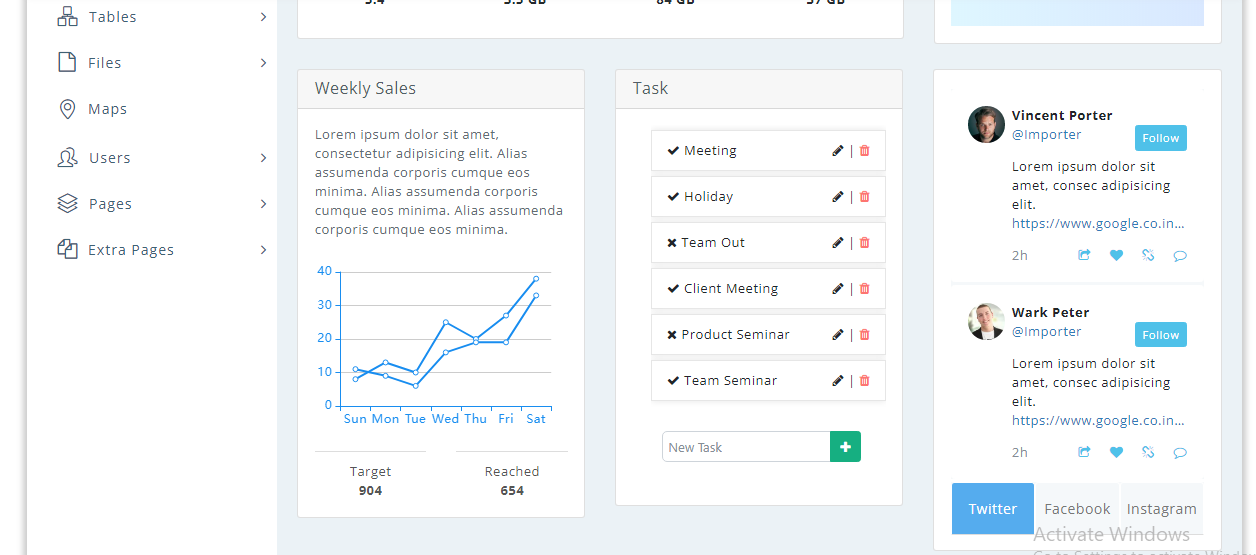 Tables
Files
Maps
Users
Pages
Extra Pages
Weekly Sales
Lorem ipsum dolor sit amet,
consectetur adipisicing elit. Alias
assumenda corporis cumque eos
minima. Alias assumenda corporis
cumque eos minima. Alias assumenda
corporis cumque eos minima.
40
30
20
10
0
Sun Mon Tue Wed Thu Fri Sat
Target
904
Reached
654
Task
Meeting
Holiday
Team Out
Client Meeting
Product Seminar
Team Seminar
New Task
Vincent Porter
@Importer
Follow
Lorem ipsum dolor sit
amet, consec adipisicing
elit.
https://www.google.co.in...
2h
Wark Peter
@Importer
Follow
Lorem ipsum dolor sit
amet, consec adipisicing
elit.
https://www.google.co.in...
2h
Twitter Facebook Instagram
Activate Windows